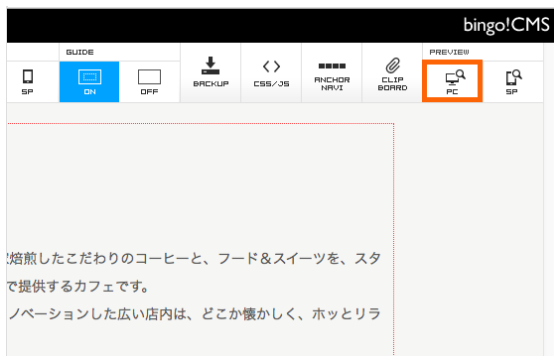 bingo!CMS
GUIDE
PREVIEW
SP
ON
OFF
BACKUP
CSS/JS
ANCHOR
NAVI
CLIP
BOARD
PC
SP
焙煎したこだわりのコーヒーと、フード＆スイーツを、スタ
で提供するカフェです。
ノベーションした広い店内は、どこか懐かしく、ホッとリラ